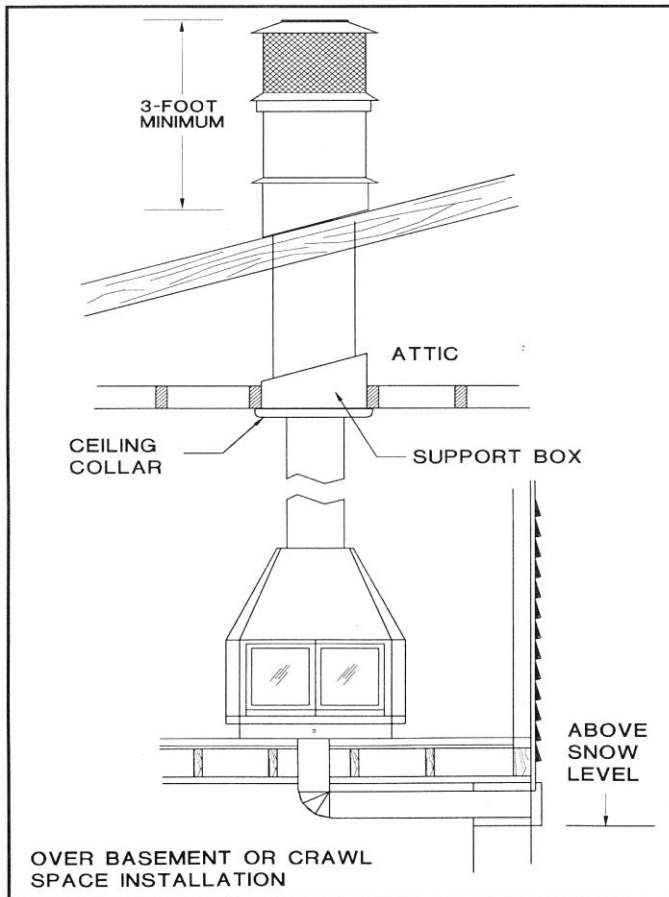 3-FOOT
MINIMUM
ATTIC
CEILING
COLLAR
SUPPORT BOX
ABOVE
SNOW
LEVEL
OVER BASEMENT OR CRAWL
SPACE INSTALLATION